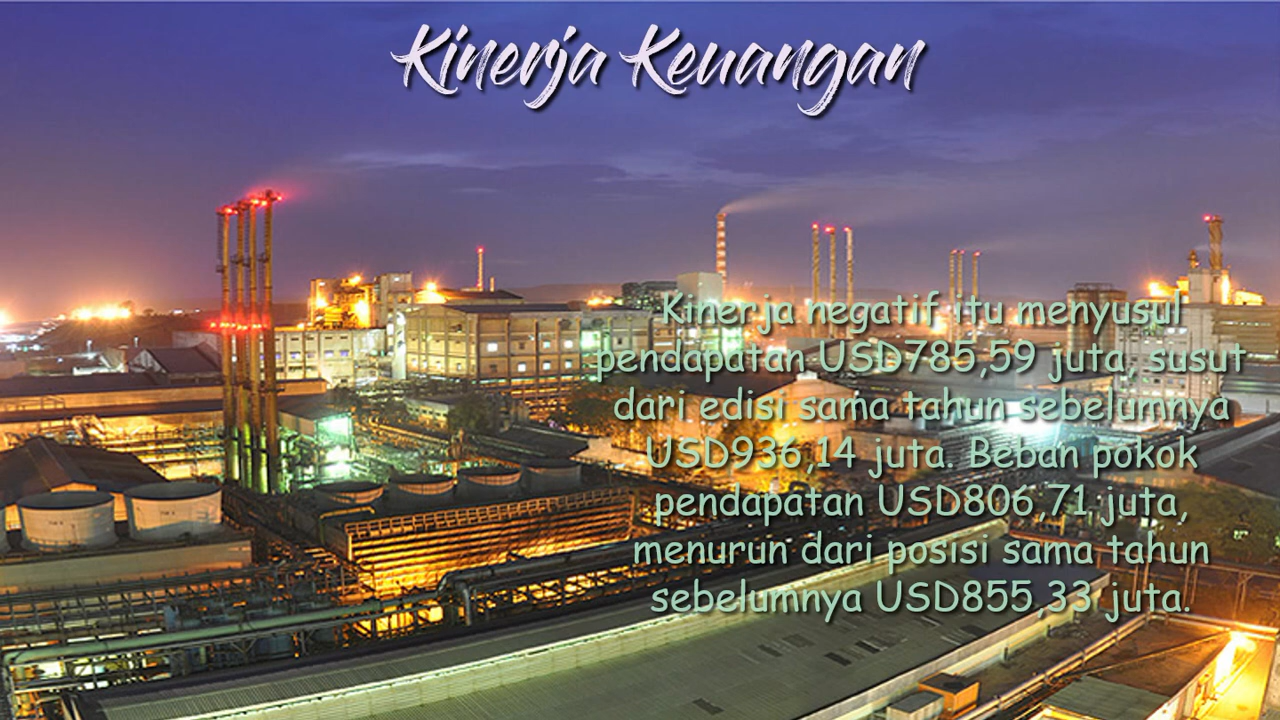 Kinerja Keuangan
Kinerja negatif itu menyusul
pendapatan USD785,59 juta, susut
dari edisi sama tahun sebelumnya
USD936,14 juta. Beban pokok
pendapatan USD806,71 juta,
menurun dari posisi sama tahun
sebelumnya USD855,33 juta.